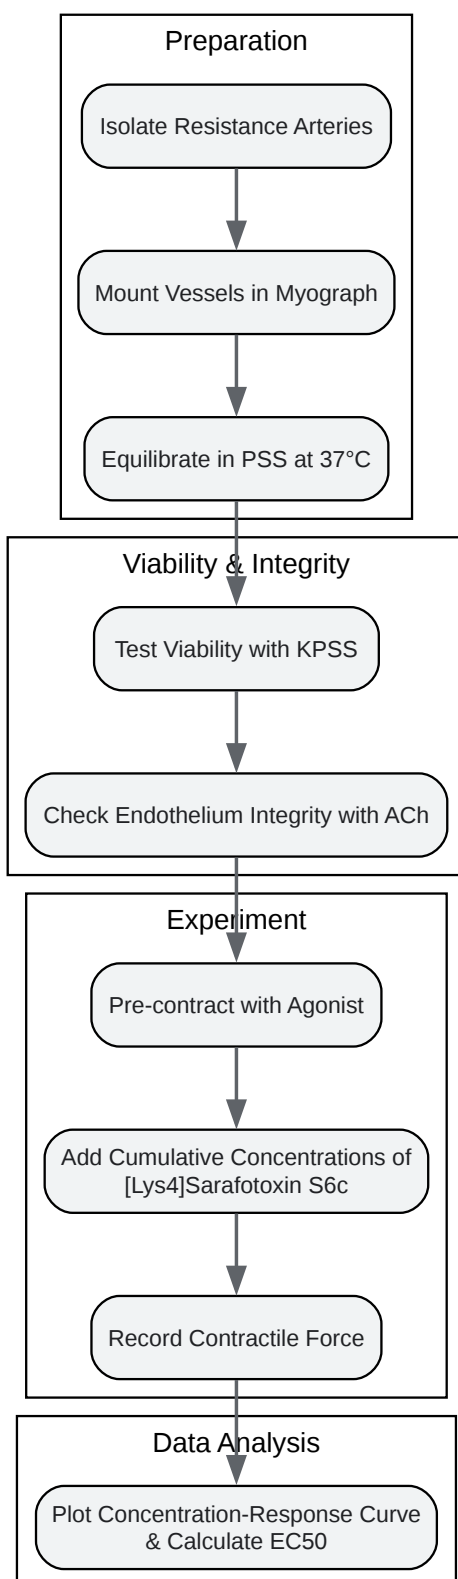 Preparation
Isolate Resistance Arteries
Mount Vessels in Myograph
Equilibrate in PSS at 37°C
Viability & Integrity
Test Viability with KPSS
Check Endothelium Integrity with ACh
Experiment
Pre-contract with Agonist
Add Cumulative Concentrations of
[Lys4]Sarafotoxin S6c
Record Contractile Force
Data Analysis
Plot Concentration-Response Curve
& Calculate EC50